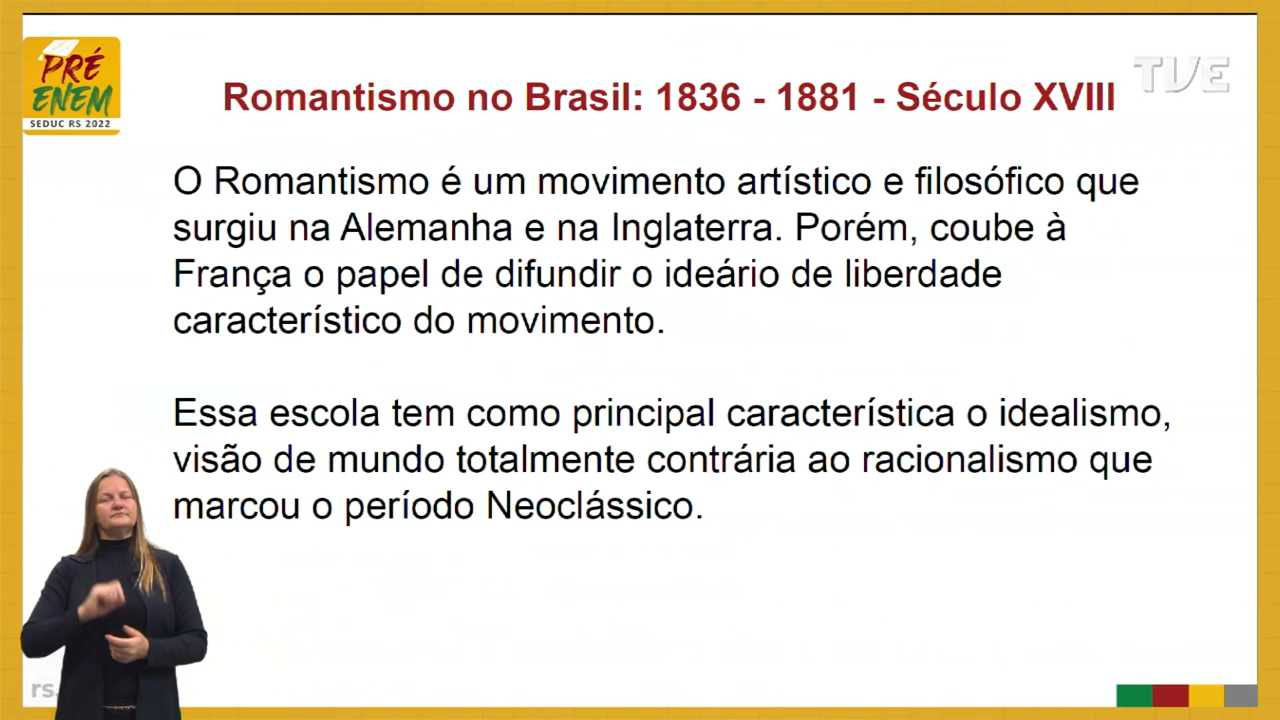 PRÉ
ENEM
SEDUC RS 2022
TVE
Romantismo no Brasil: 1836 - 1881 - Século XVIII
O Romantismo é um movimento artístico e filosófico que
surgiu na Alemanha e na Inglaterra. Porém, coube à
França o papel de difundir o ideário de liberdade
característico do movimento.
Essa escola tem como principal característica o idealismo,
visão de mundo totalmente contrária ao racionalismo que
marcou o período Neoclássico.
rs.